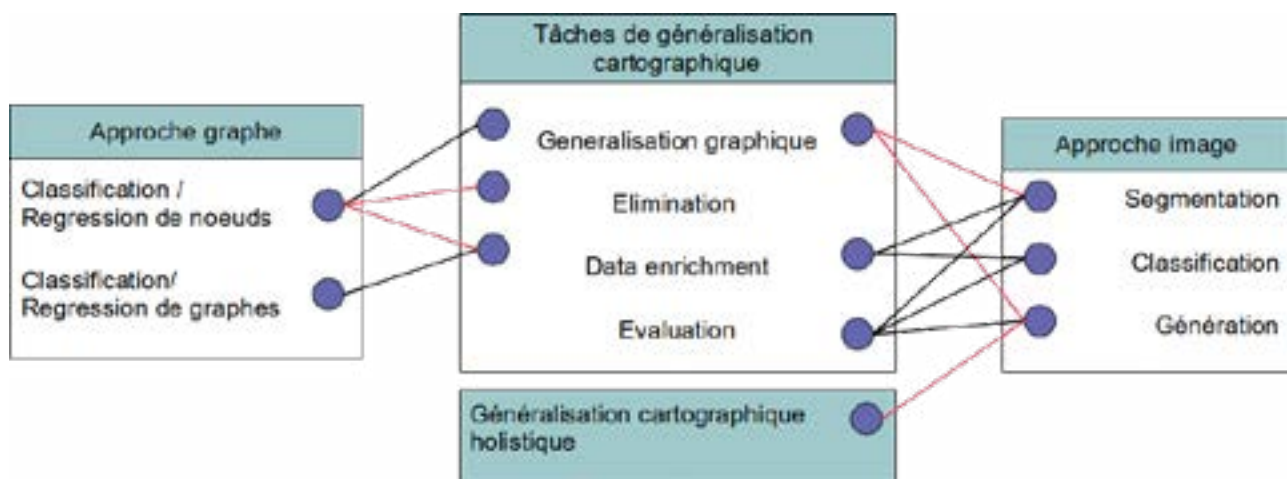 Approche graphe
Classification /
Regression de noeuds
Classification/
Regression de graphes
Tâches de généralisation
cartographique
Generalisation graphique
Elimination
Data enrichment
Evaluation
Généralisation cartographique
holistique
Approche image
Segmentation
Classification
Génération